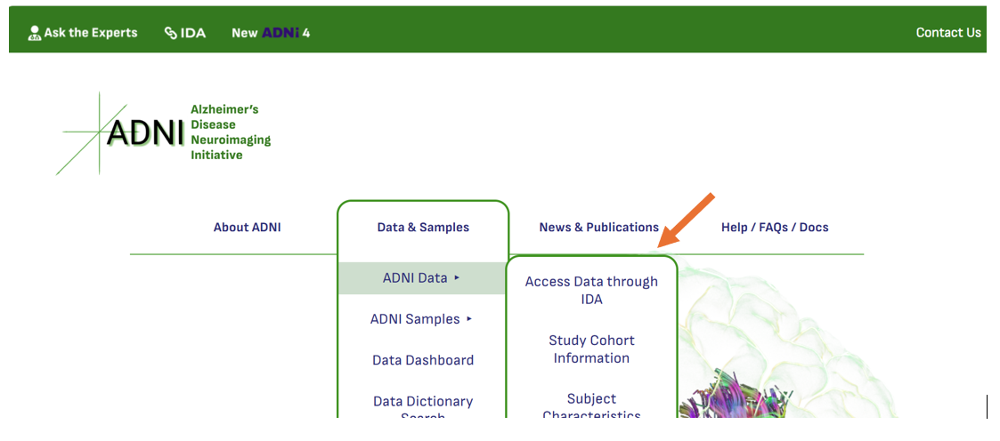 Ask the Experts
IDA
New ADNi 4
Contact Us
ADNI
Alzheimer's
Disease
Neuroimaging
Initiative
About ADNI
Data & Samples
News & Publications
Help / FAQs / Docs
ADNI Data ▸
ADNI Samples ▸
Data Dashboard
Data Dictionary
Search
Access Data through
IDA
Study Cohort
Information
Subject
Characteristics